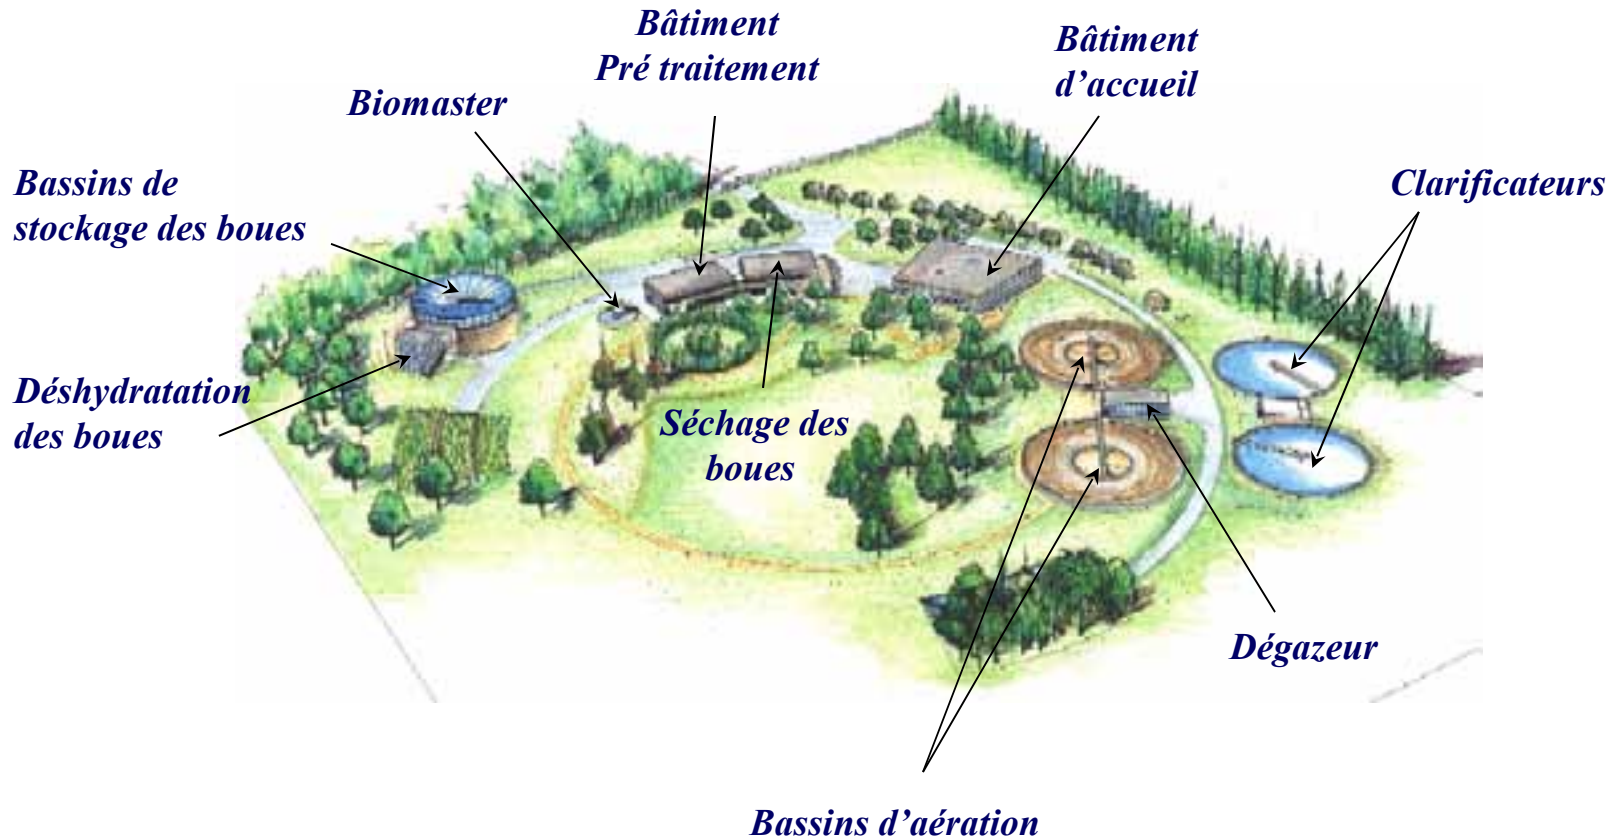 Bâtiment
Pré traitement
Bâtiment
d’accueil
Biomaster
Bassins de
stockage des boues
Clarificateurs
Déshydratation
des boues
Séchage des
boues
Dégazeur
Bassins d’aération